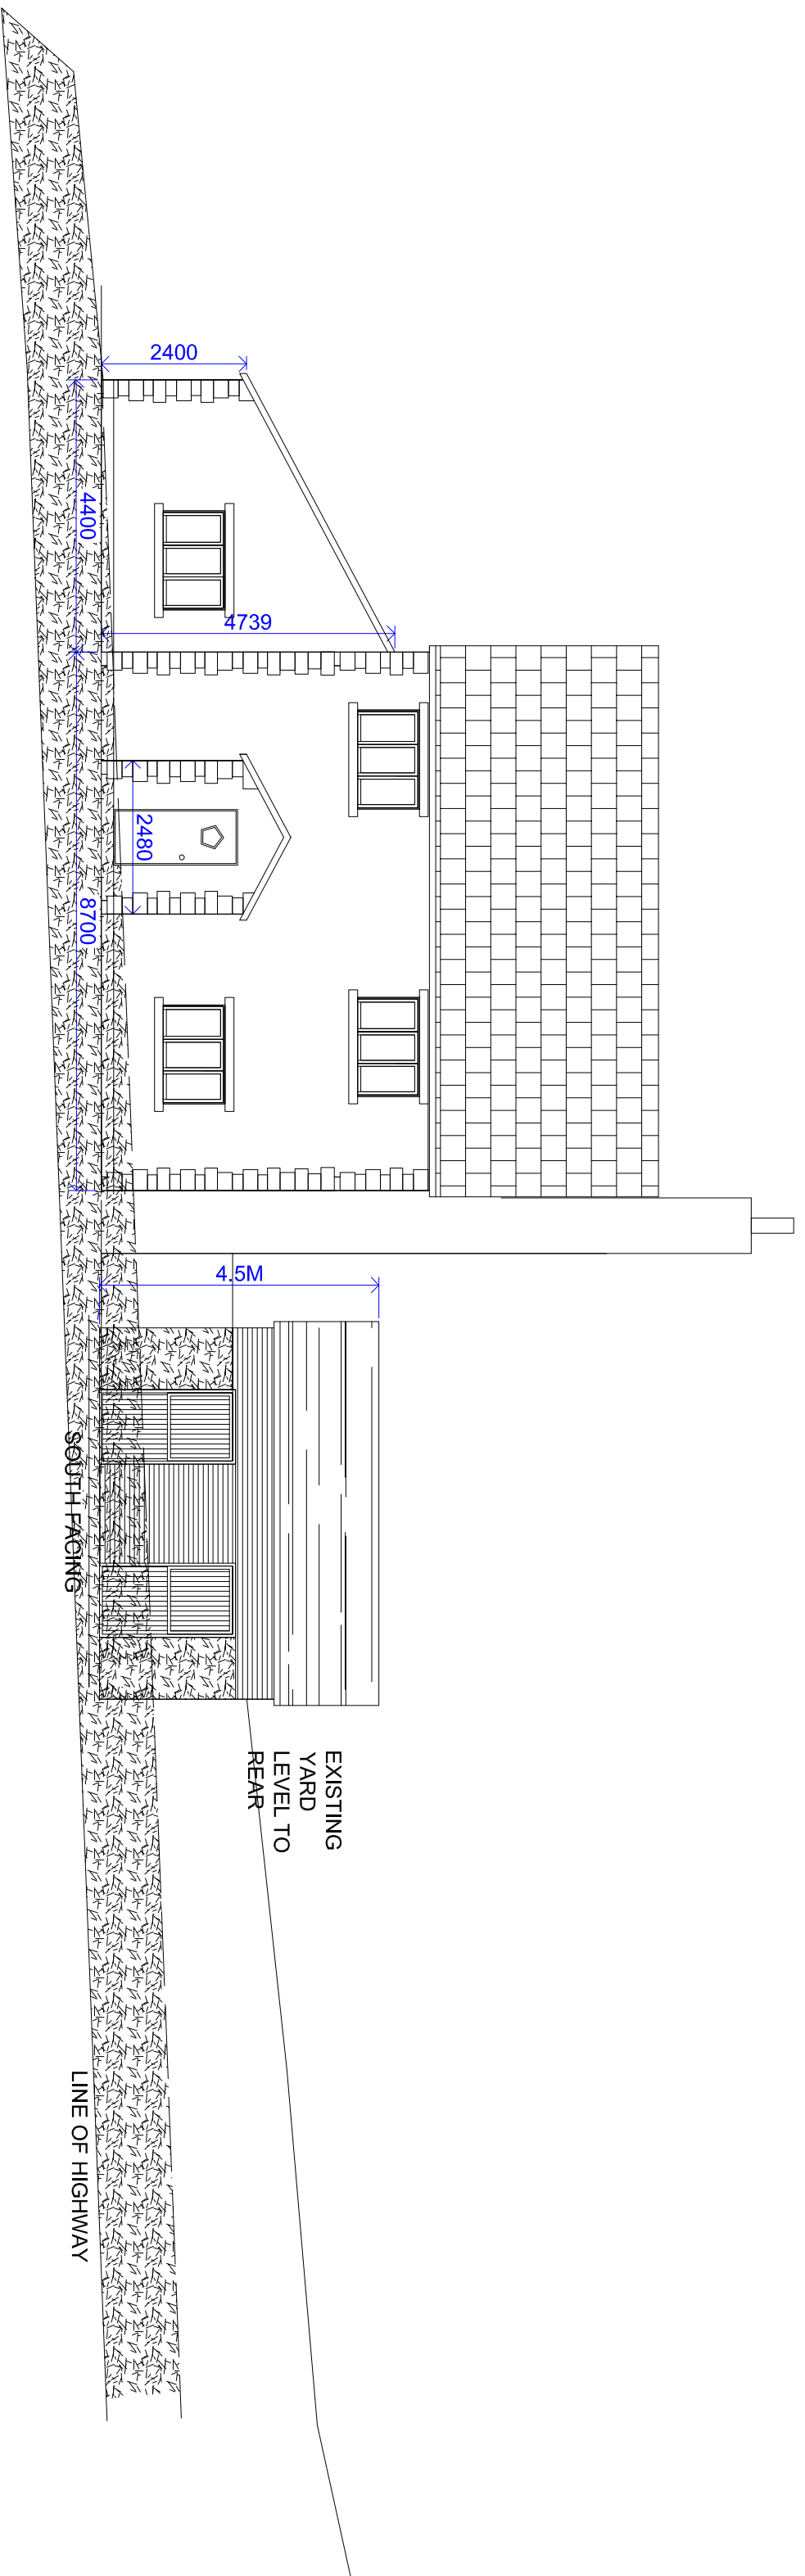 2400
4400
4739
2480
8700
4.5M
SOUTH FACING
EXISTING
YARD
LEVEL TO
REAR
LINE OF HIGHWAY